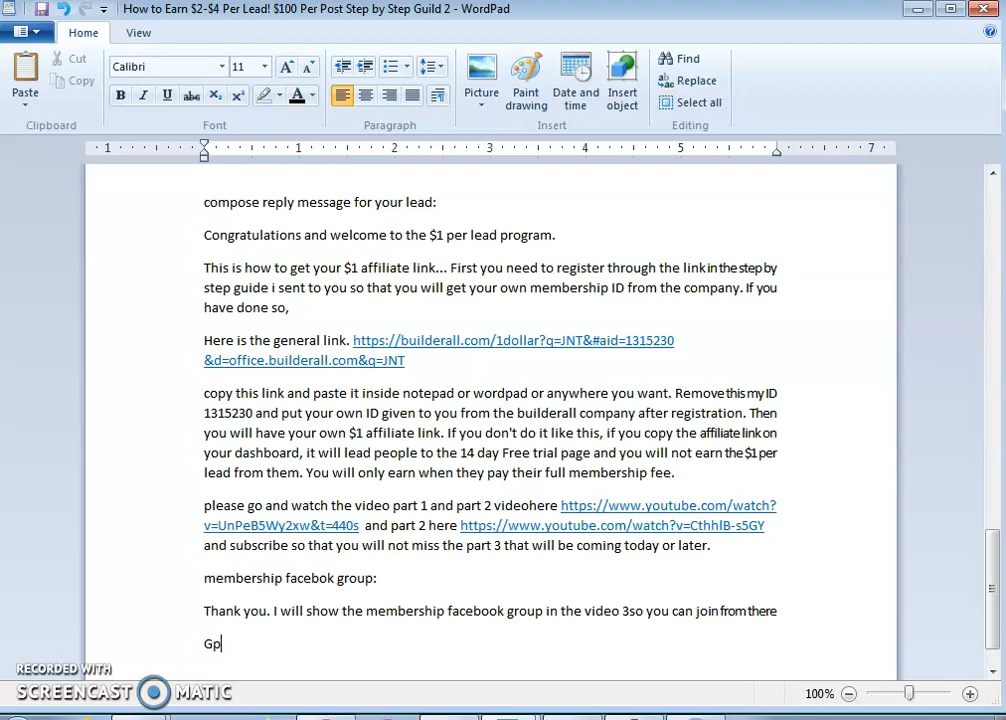 How to Earn $2-$4 Per Lead! $100 Per Post Step by Step Guild 2 - WordPad
Home View
Cut
Copy
Paste
Calibri 11
Find
Replace
Select all
Picture Paint drawing Date and time Insert object
Clipboard Font Paragraph Insert Editing
1 1 2 3 4 5 7
compose reply message for your lead:
Congratulations and welcome to the $1 per lead program.
This is how to get your $1 affiliate link... First you need to register through the link in the step by
step guide i sent to you so that you will get your own membership ID from the company. If you
have done so,
Here is the general link. https://builderall.com/1dollar?q=JNT&#aid=1315230
&d=office.builderall.com&q=JNT
copy this link and paste it inside notepad or wordpad or anywhere you want. Remove this my ID
1315230 and put your own ID given to you from the builderall company after registration. Then
you will have your own $1 affiliate link. If you don't do it like this, if you copy the affiliate link on
your dashboard, it will lead people to the 14 day Free trial page and you will not earn the $1 per
lead from them. You will only earn when they pay their full membership fee.
please go and watch the video part 1 and part 2 videohere https://www.youtube.com/watch?
v=UnPeB5Wy2xw&t=440s and part 2 here https://www.youtube.com/watch?v=CthhlB-s5GY
and subscribe so that you will not miss the part 3 that will be coming today or later.
membership facebok group:
Thank you. I will show the membership facebook group in the video 3so you can join from there
Gp
RECORDED WITH
SCREENCAST MATIC
100%